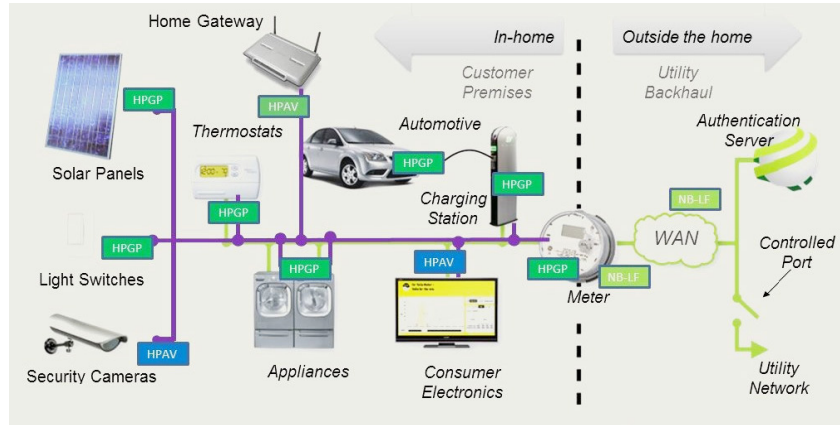 Home Gateway
In-home
Outside the home
Customer
Premises
Utility
Backhaul
HPGP
HPAV
Thermostats
Automotive
Authentication
Server
HPGP
Solar Panels
HPGP
Charging
Station
HPGP
NB-LF
WAN
HPGP
Light Switches
HPGP
HPAV
HPGP
NB-LF
Meter
Controlled
Port
HPAV
Security Cameras
Appliances
Consumer
Electronics
Utility
Network